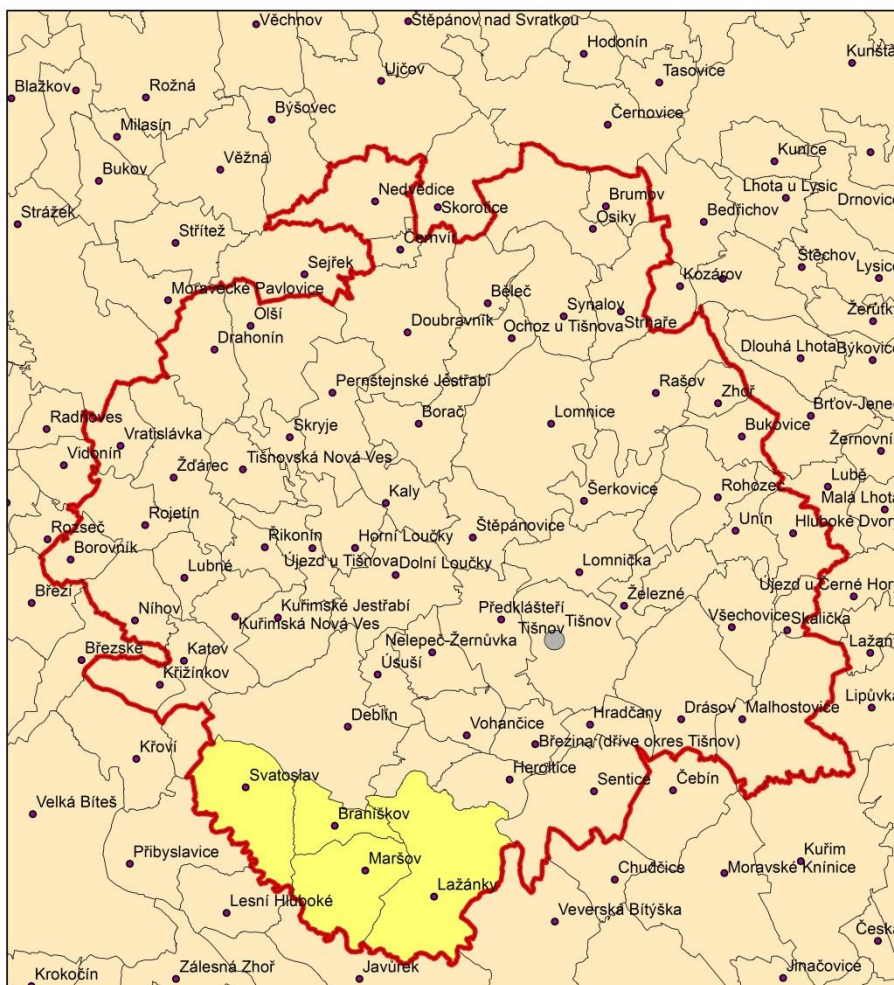 Věchnov
Štěpánov nad Svratkou
Hodonín
Kunštá
Ujčov
Tasovice
Blažkov
Rožná
Býšovec
Černovice
Milasín
Kunice
Věžná
Bukov
Nedvědice
Skorotice
Brumov
Lhota u Lysic
Drnovice
Strážek
Osiky
Bedřichov
Střítež
Černvír
Štěchov
Sejřek
Lysice
Kozárov
Moravecké Pavlovice
Běleč
Synalov
Strhaře
Žerůtky
Olší
Doubravník
Ochoz u Tišnova
Drahonín
Dlouhá Lhota
Býkovice
Pernštejnské Jestřabí
Rašov
Zhoř
Radňoves
Borač
Lomnice
Brťov-Jeneč
Vratislávka
Skryje
Bukovice
Žernovní
Vidonín
Žďárec
Tišnovská Nová Ves
Lubě
Kaly
Šerkovice
Rohozec
Malá Lhota
Rojetín
Rozseč
Štěpánovice
Unín
Hluboké Dvory
Borovník
Řikonín
Horní Loučky
Újezd u Tišnova
Dolní Loučky
Lomnička
Lubné
Újezd u Černé Hory
Březí
Níhov
Kuřimské Jestřabí
Předklášteří
Tišnov
Železné
Kuřimská Nová Ves
Tišnov
Všechovice
Skalička
Nelepeč-Žernůvka
Březské
Katov
Úsuší
Lažan
Křižínkov
Lipůvka
Deblín
Hradčany
Drásov
Malhostovice
Vohančice
Březina (dříve okres Tišnov)
Křoví
Heroltice
Svatoslav
Sentice
Čebín
Velká Bíteš
Braníškov
Přibyslavice
Maršov
Chudčice
Moravské Knínice
Kuřim
Lažánky
Lesní Hluboké
Veverská Bítýška
Česká
Krokočín
Zálesná Zhoř
Javůrek
Jinačovice